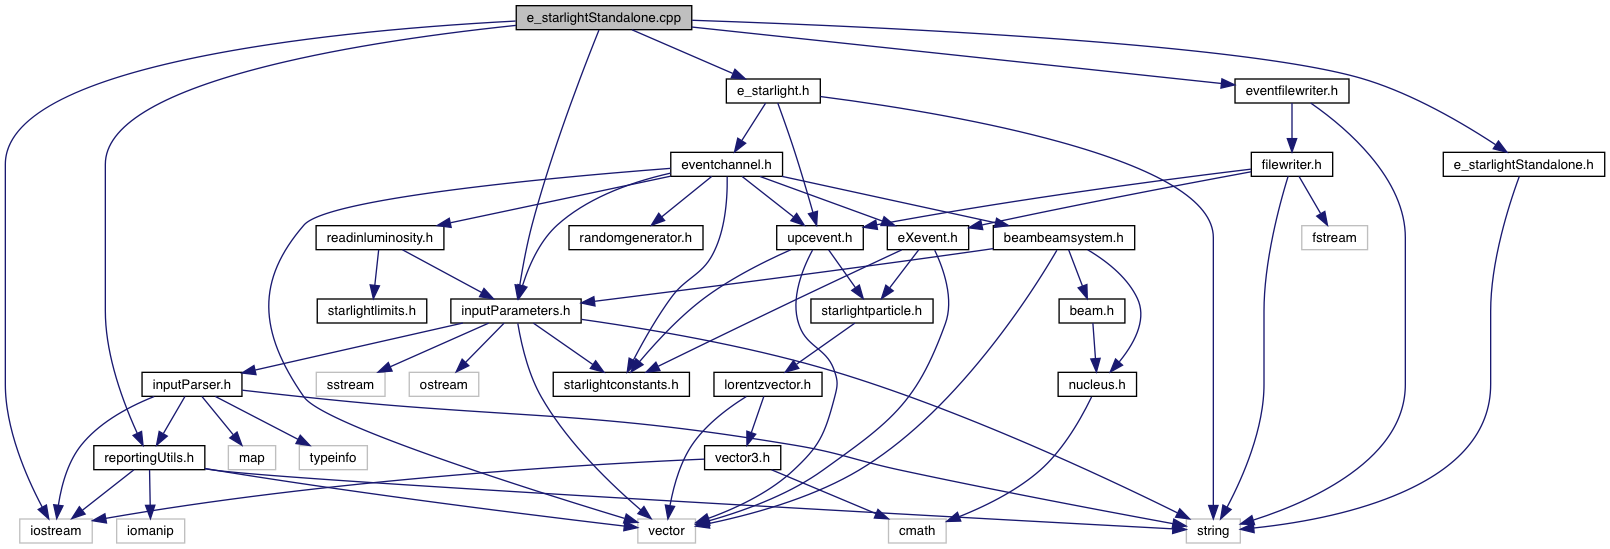 e_starlightStandalone.cpp
e_starlight.h
eventfilewriter.h
eventchannel.h
filewriter.h
e_starlightStandalone.h
readinluminosity.h
randomgenerator.h
upcevent.h
eXevent.h
beambeamsystem.h
fstream
starlightlimits.h
inputParameters.h
starlightparticle.h
beam.h
inputParser.h
sstream
ostream
starlightconstants.h
lorentzvector.h
nucleus.h
reportingUtils.h
map
typeinfo
vector3.h
iostream
iomanip
vector
cmath
string